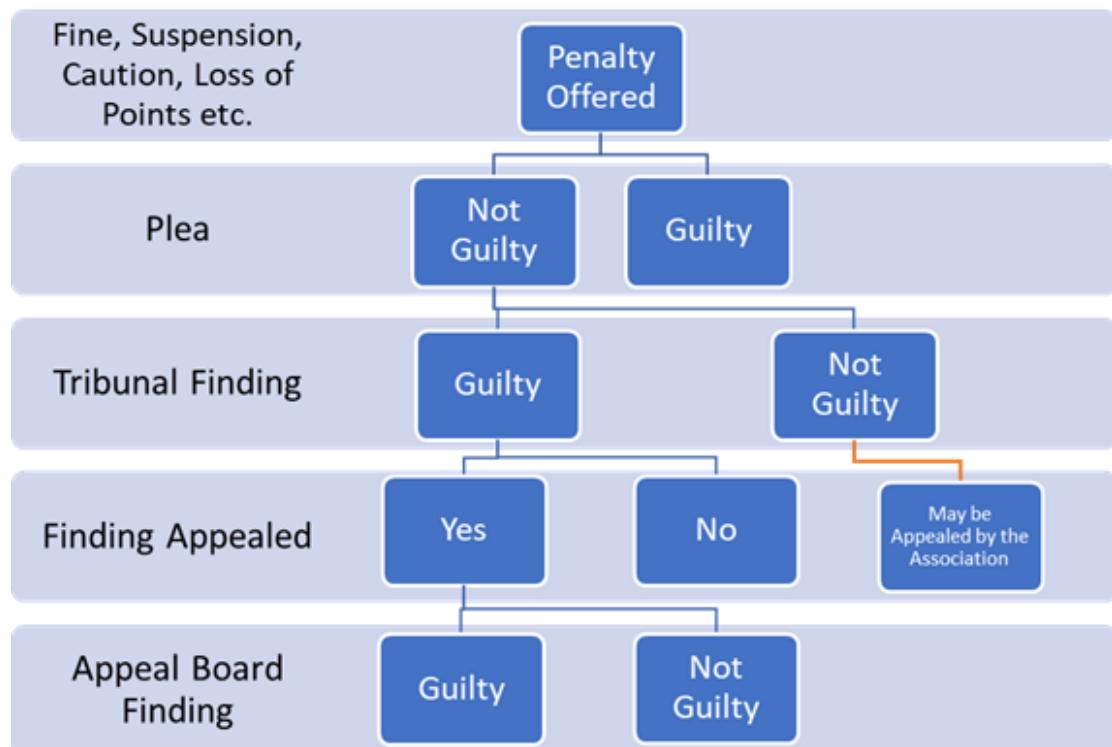 Fine, Suspension,
Caution, Loss of
Points etc.
Penalty
Offered
Plea
Not
Guilty
Guilty
Tribunal Finding
Guilty
Not
Guilty
Finding Appealed
Yes
No
May be
Appealed by the
Association
Appeal Board
Finding
Guilty
Not
Guilty